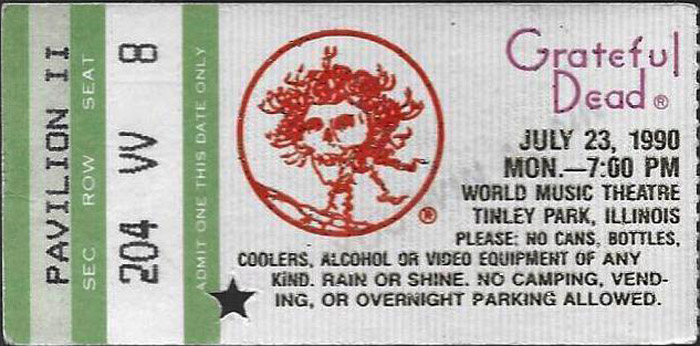 PAVILION II
SEC ROW SEAT
204 VV 8
ADMIT ONE THIS DATE ONLY
Grateful
Dead ®
JULY 23, 1990
MON.—7:00 PM
WORLD MUSIC THEATRE
TINLEY PARK, ILLINOIS
PLEASE: NO CANS, BOTTLES,
COOLERS, ALCOHOL OR VIDEO EQUIPMENT OF ANY
KIND. RAIN OR SHINE. NO CAMPING, VEND-
ING, OR OVERNIGHT PARKING ALLOWED.
®